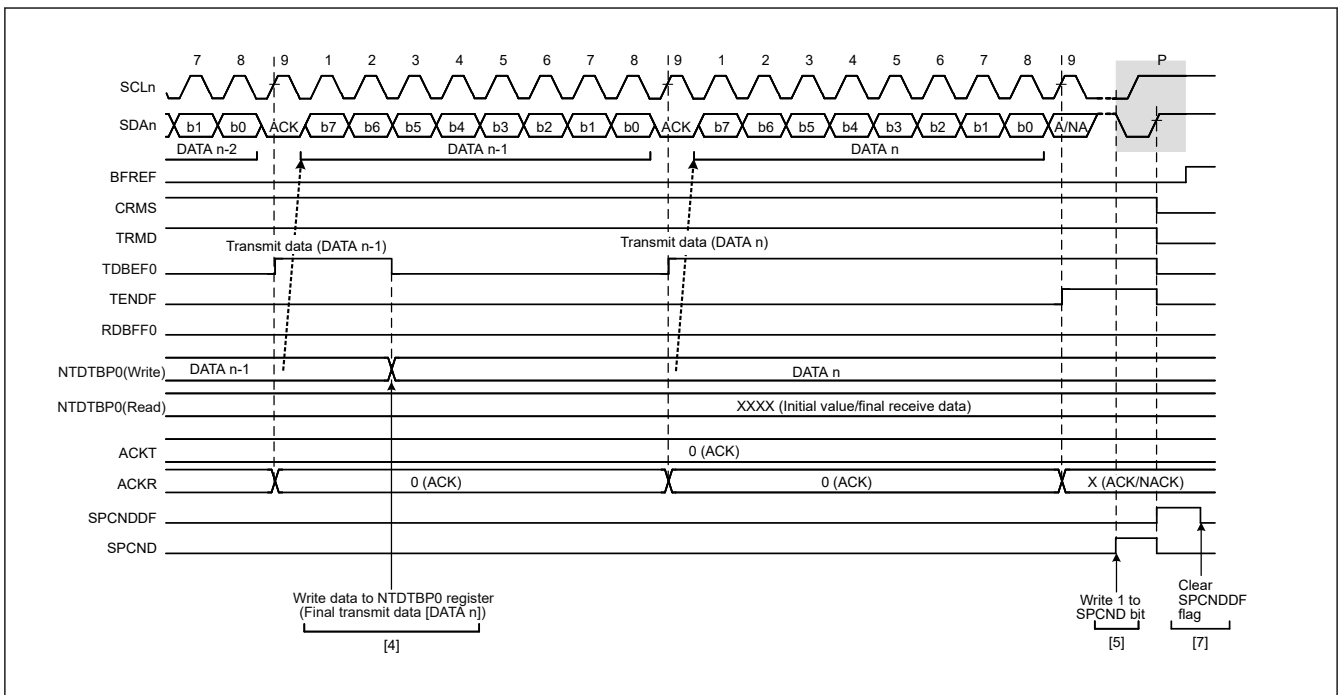 7 8 9 1 2 3 4 5 6 7 8 9 1 2 3 4 5 6 7 8 9 P
SCLn
SDAn b1 b0 ACK b7 b6 b5 b4 b3 b2 b1 b0 ACK b7 b6 b5 b4 b3 b2 b1 b0 A/NA
DATA n-2 DATA n-1 DATA n
BFREF
CRMS
TRMD
Transmit data (DATA n-1) Transmit data (DATA n)
TDBEF0
TENDF
RDBFF0
NTDTBP0(Write) DATA n-1 DATA n
NTDTBP0(Read) XXXX (Initial value/final receive data)
ACKT 0 (ACK)
ACKR 0 (ACK) 0 (ACK) X (ACK/NACK)
SPCNDDF
SPCND
Write data to NTDTBP0 register
(Final transmit data [DATA n])
[4]
Write 1 to
SPCND bit
[5]
Clear
SPCNDDF
flag
[7]